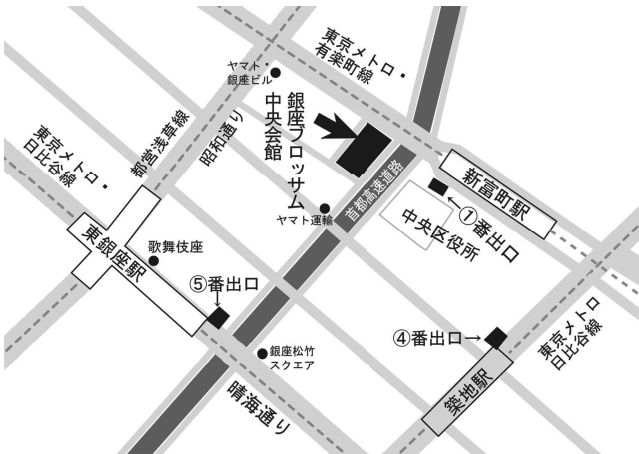 東京メトロ・
有楽町線
ヤマト・
銀座ビル
都営浅草線
昭和通り
銀座ブロッサム
中央会館
東京メトロ・
日比谷線
首都高速道路
新富町駅
①番出口
中央区役所
ヤマト運輸
東銀座駅
歌舞伎座
⑤番出口
↓
④番出口→
東京メトロ
日比谷線
銀座松竹
スクエア
築地駅
晴海通り